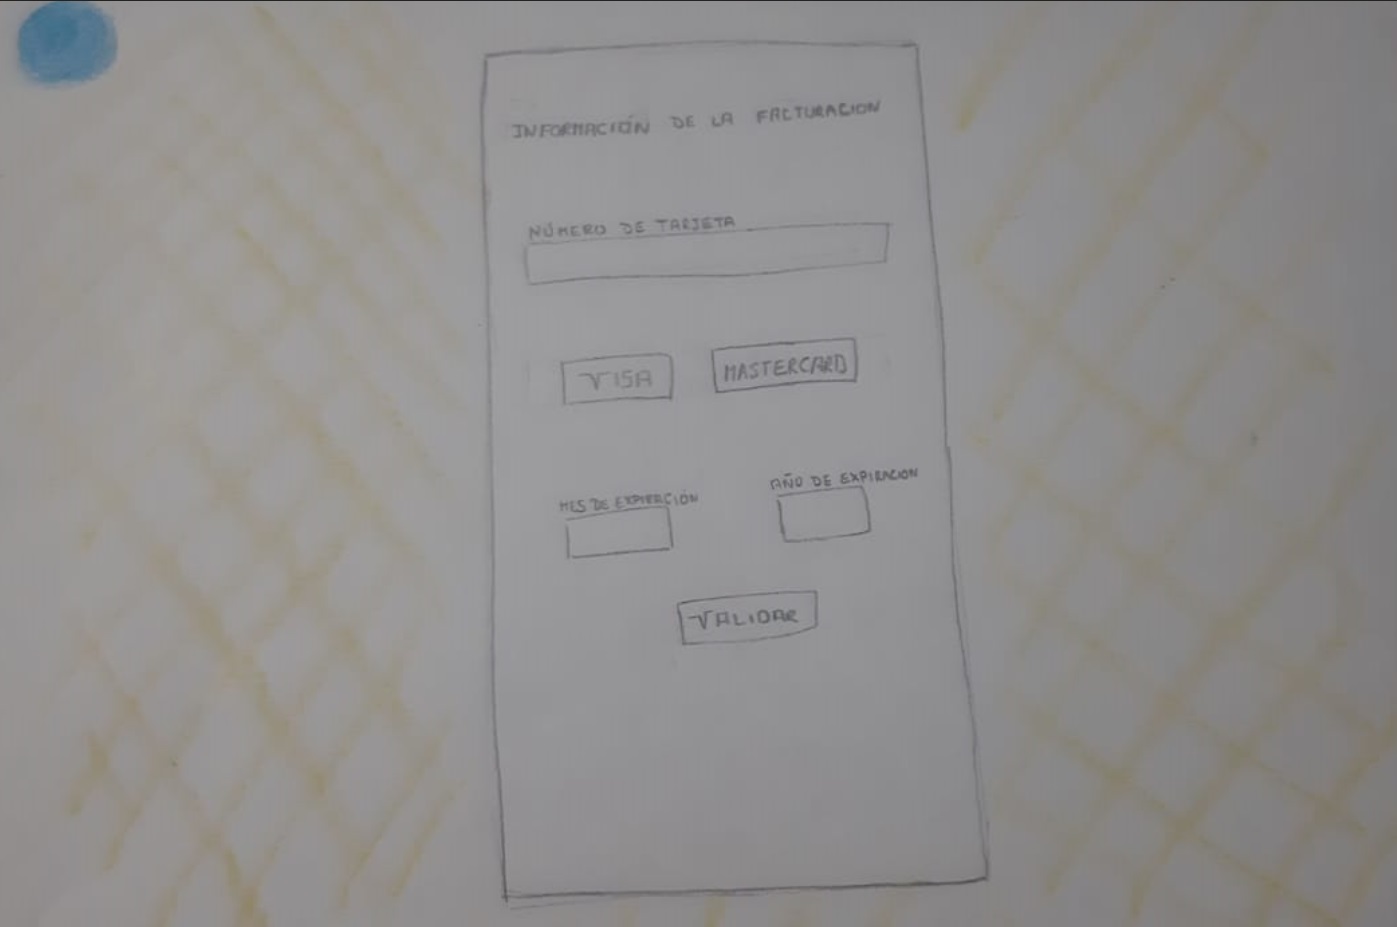 INFORMACIÓN DE LA FACTURACION
NÚMERO DE TARJETA
VISA MASTERCARD
MES DE EXPIRACIÓN AÑO DE EXPIRACION
VALIDAR